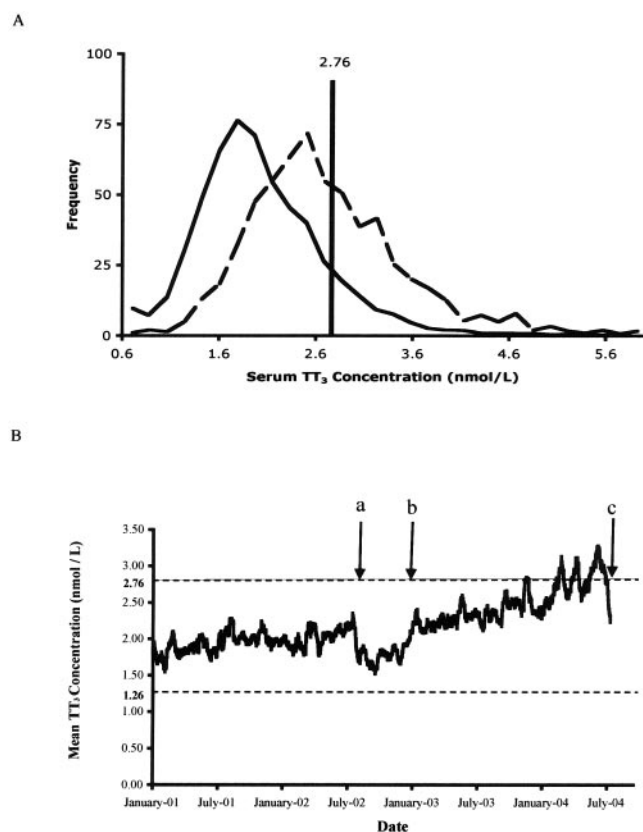 A
2.76
100
75
50
25
0
Frequency
0.6 1.6 2.6 3.6 4.6 5.6
Serum TT₃ Concentration (nmol/L)
B
a b c
3.50
3.00
2.76
2.50
2.00
1.50
1.26
1.00
0.50
0.00
Mean TT₃ Concentration (nmol / L)
January-01 July-01 January-02 July-02 January-03 July-03 January-04 July-04
Date